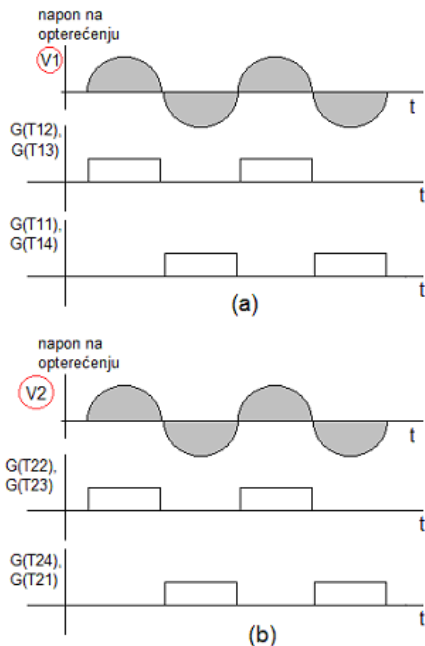 napon na
opterećenju
V1
t
G(T12),
G(T13)
t
G(T11),
G(T14)
t
(a)
napon na
opterećenju
V2
t
G(T22),
G(T23)
t
G(T24),
G(T21)
t
(b)